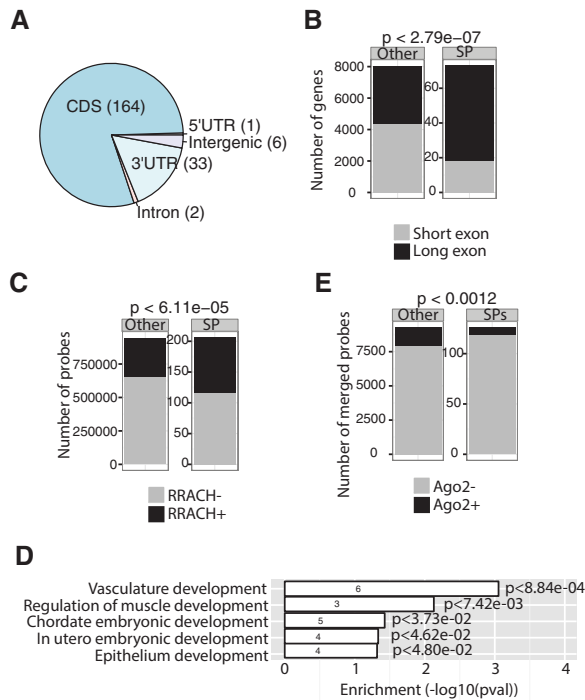 A
CDS (164)
5'UTR (1)
Intergenic (6)
3'UTR (33)
Intron (2)
B
p < 2.79e−07
Other
SP
Number of genes
8000
6000
4000
2000
0
60
40
20
0
Short exon
Long exon
C
p < 6.11e−05
Other
SP
Number of probes
750000
500000
250000
0
200
150
100
50
0
RRACH-
RRACH+
E
p < 0.0012
Other
SPs
Number of merged probes
7500
5000
2500
0
100
50
0
Ago2-
Ago2+
D
Vasculature development 6 p<8.84e-04
Regulation of muscle development 3 p<7.42e-03
Chordate embryonic development 5 p<3.73e-02
In utero embryonic development 4 p<4.62e-02
Epithelium development 4 p<4.80e-02
0 1 2 3 4
Enrichment (-log10(pval))